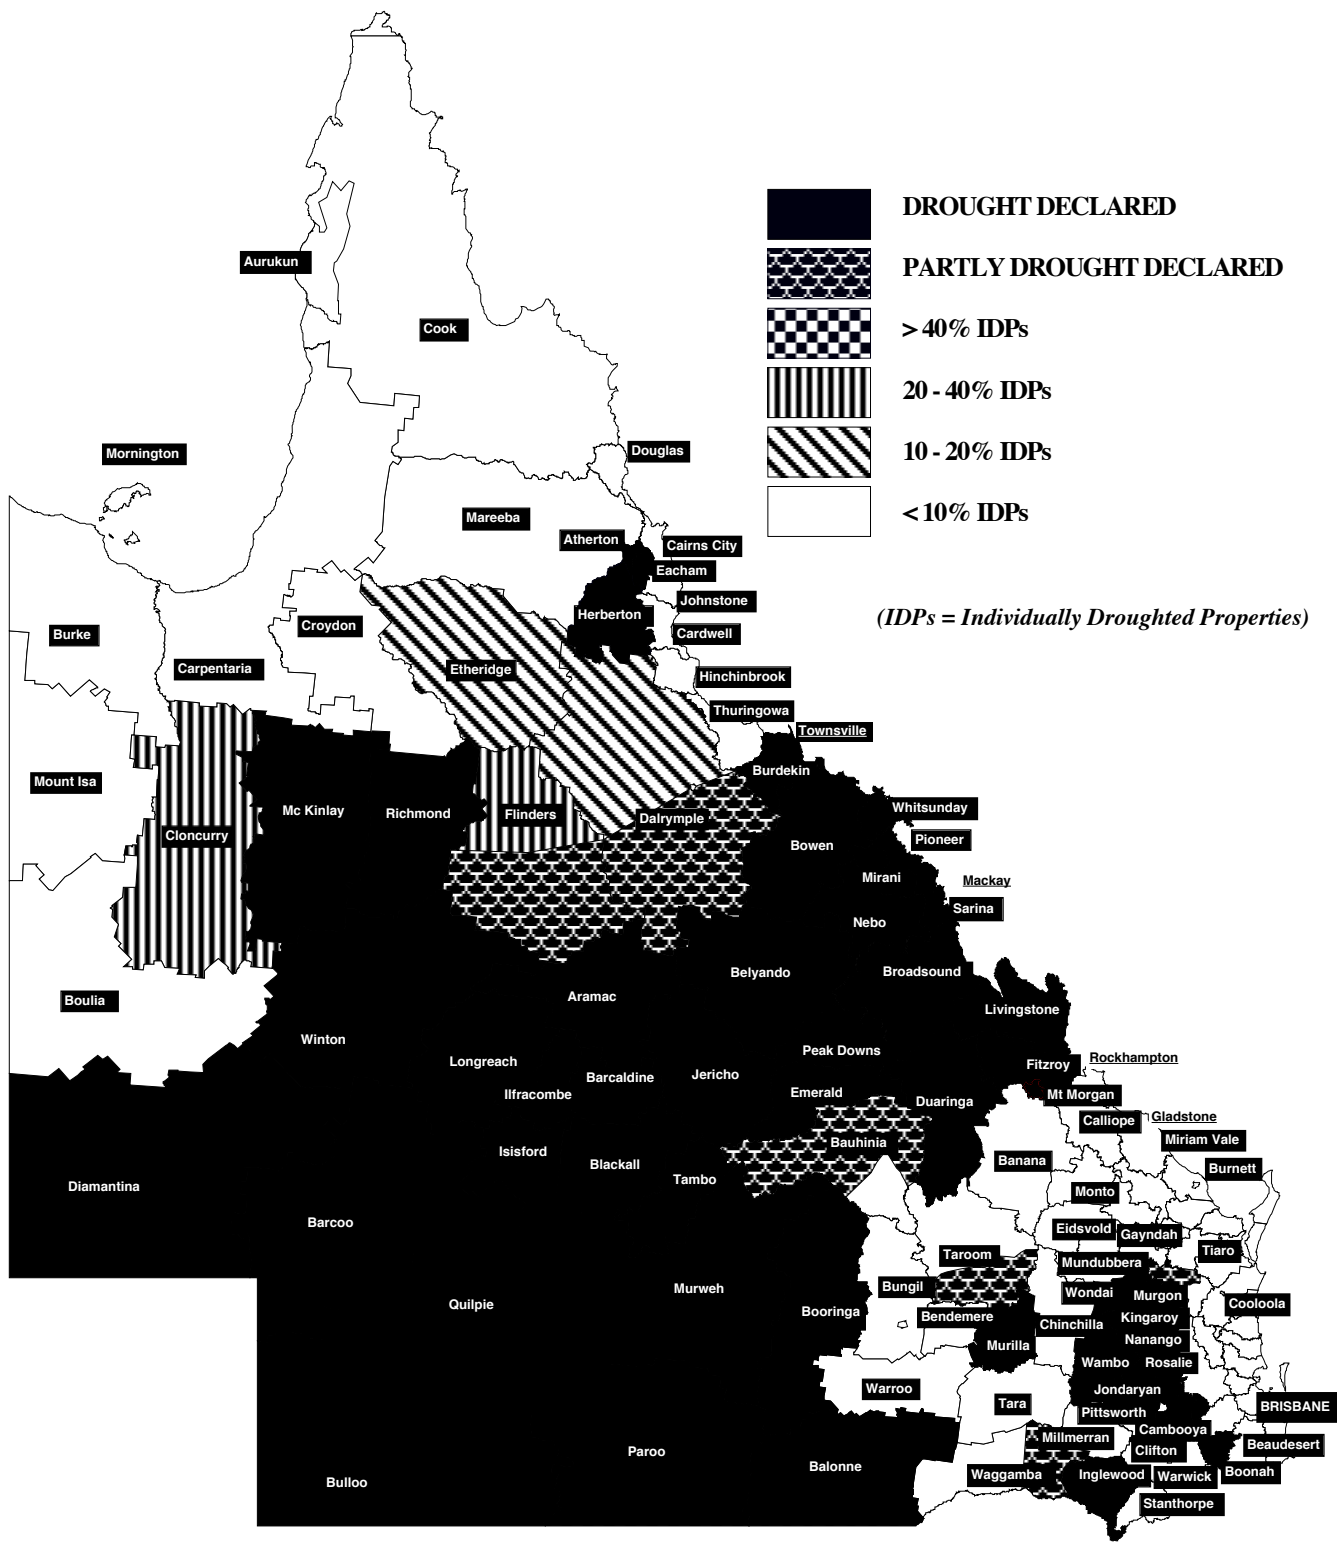 DROUGHT DECLARED
Aurukun
PARTLY DROUGHT DECLARED
Cook
> 40% IDPs
20 - 40% IDPs
Mornington
Douglas
10 - 20% IDPs
Mareeba
< 10% IDPs
Atherton
Cairns City
Eacham
Johnstone
Herberton
(IDPs = Individually Droughted Properties)
Croydon
Burke
Cardwell
Carpentaria
Etheridge
Hinchinbrook
Thuringowa
Townsville
Burdekin
Mount Isa
Mc Kinlay
Richmond
Flinders
Dalrymple
Whitsunday
Cloncurry
Pioneer
Bowen
Mirani
Mackay
Sarina
Nebo
Belyando
Broadsound
Boulia
Aramac
Livingstone
Winton
Longreach
Peak Downs
Rockhampton
Fitzroy
Barcaldine
Jericho
Ilfracombe
Emerald
Mt Morgan
Duaringa
Calliope
Gladstone
Bauhinia
Miriam Vale
Isisford
Blackall
Banana
Burnett
Tambo
Diamantina
Monto
Barcoo
Eidsvold
Gayndah
Taroom
Tiaro
Mundubbera
Murweh
Bungil
Wondai
Murgon
Quilpie
Booringa
Cooloola
Bendemere
Chinchilla
Kingaroy
Murilla
Nanango
Wambo
Rosalie
Warroo
Jondaryan
Tara
BRISBANE
Pittsworth
Cambooya
Millmerran
Clifton
Beaudesert
Paroo
Balonne
Waggamba
Inglewood
Warwick
Boonah
Bulloo
Stanthorpe